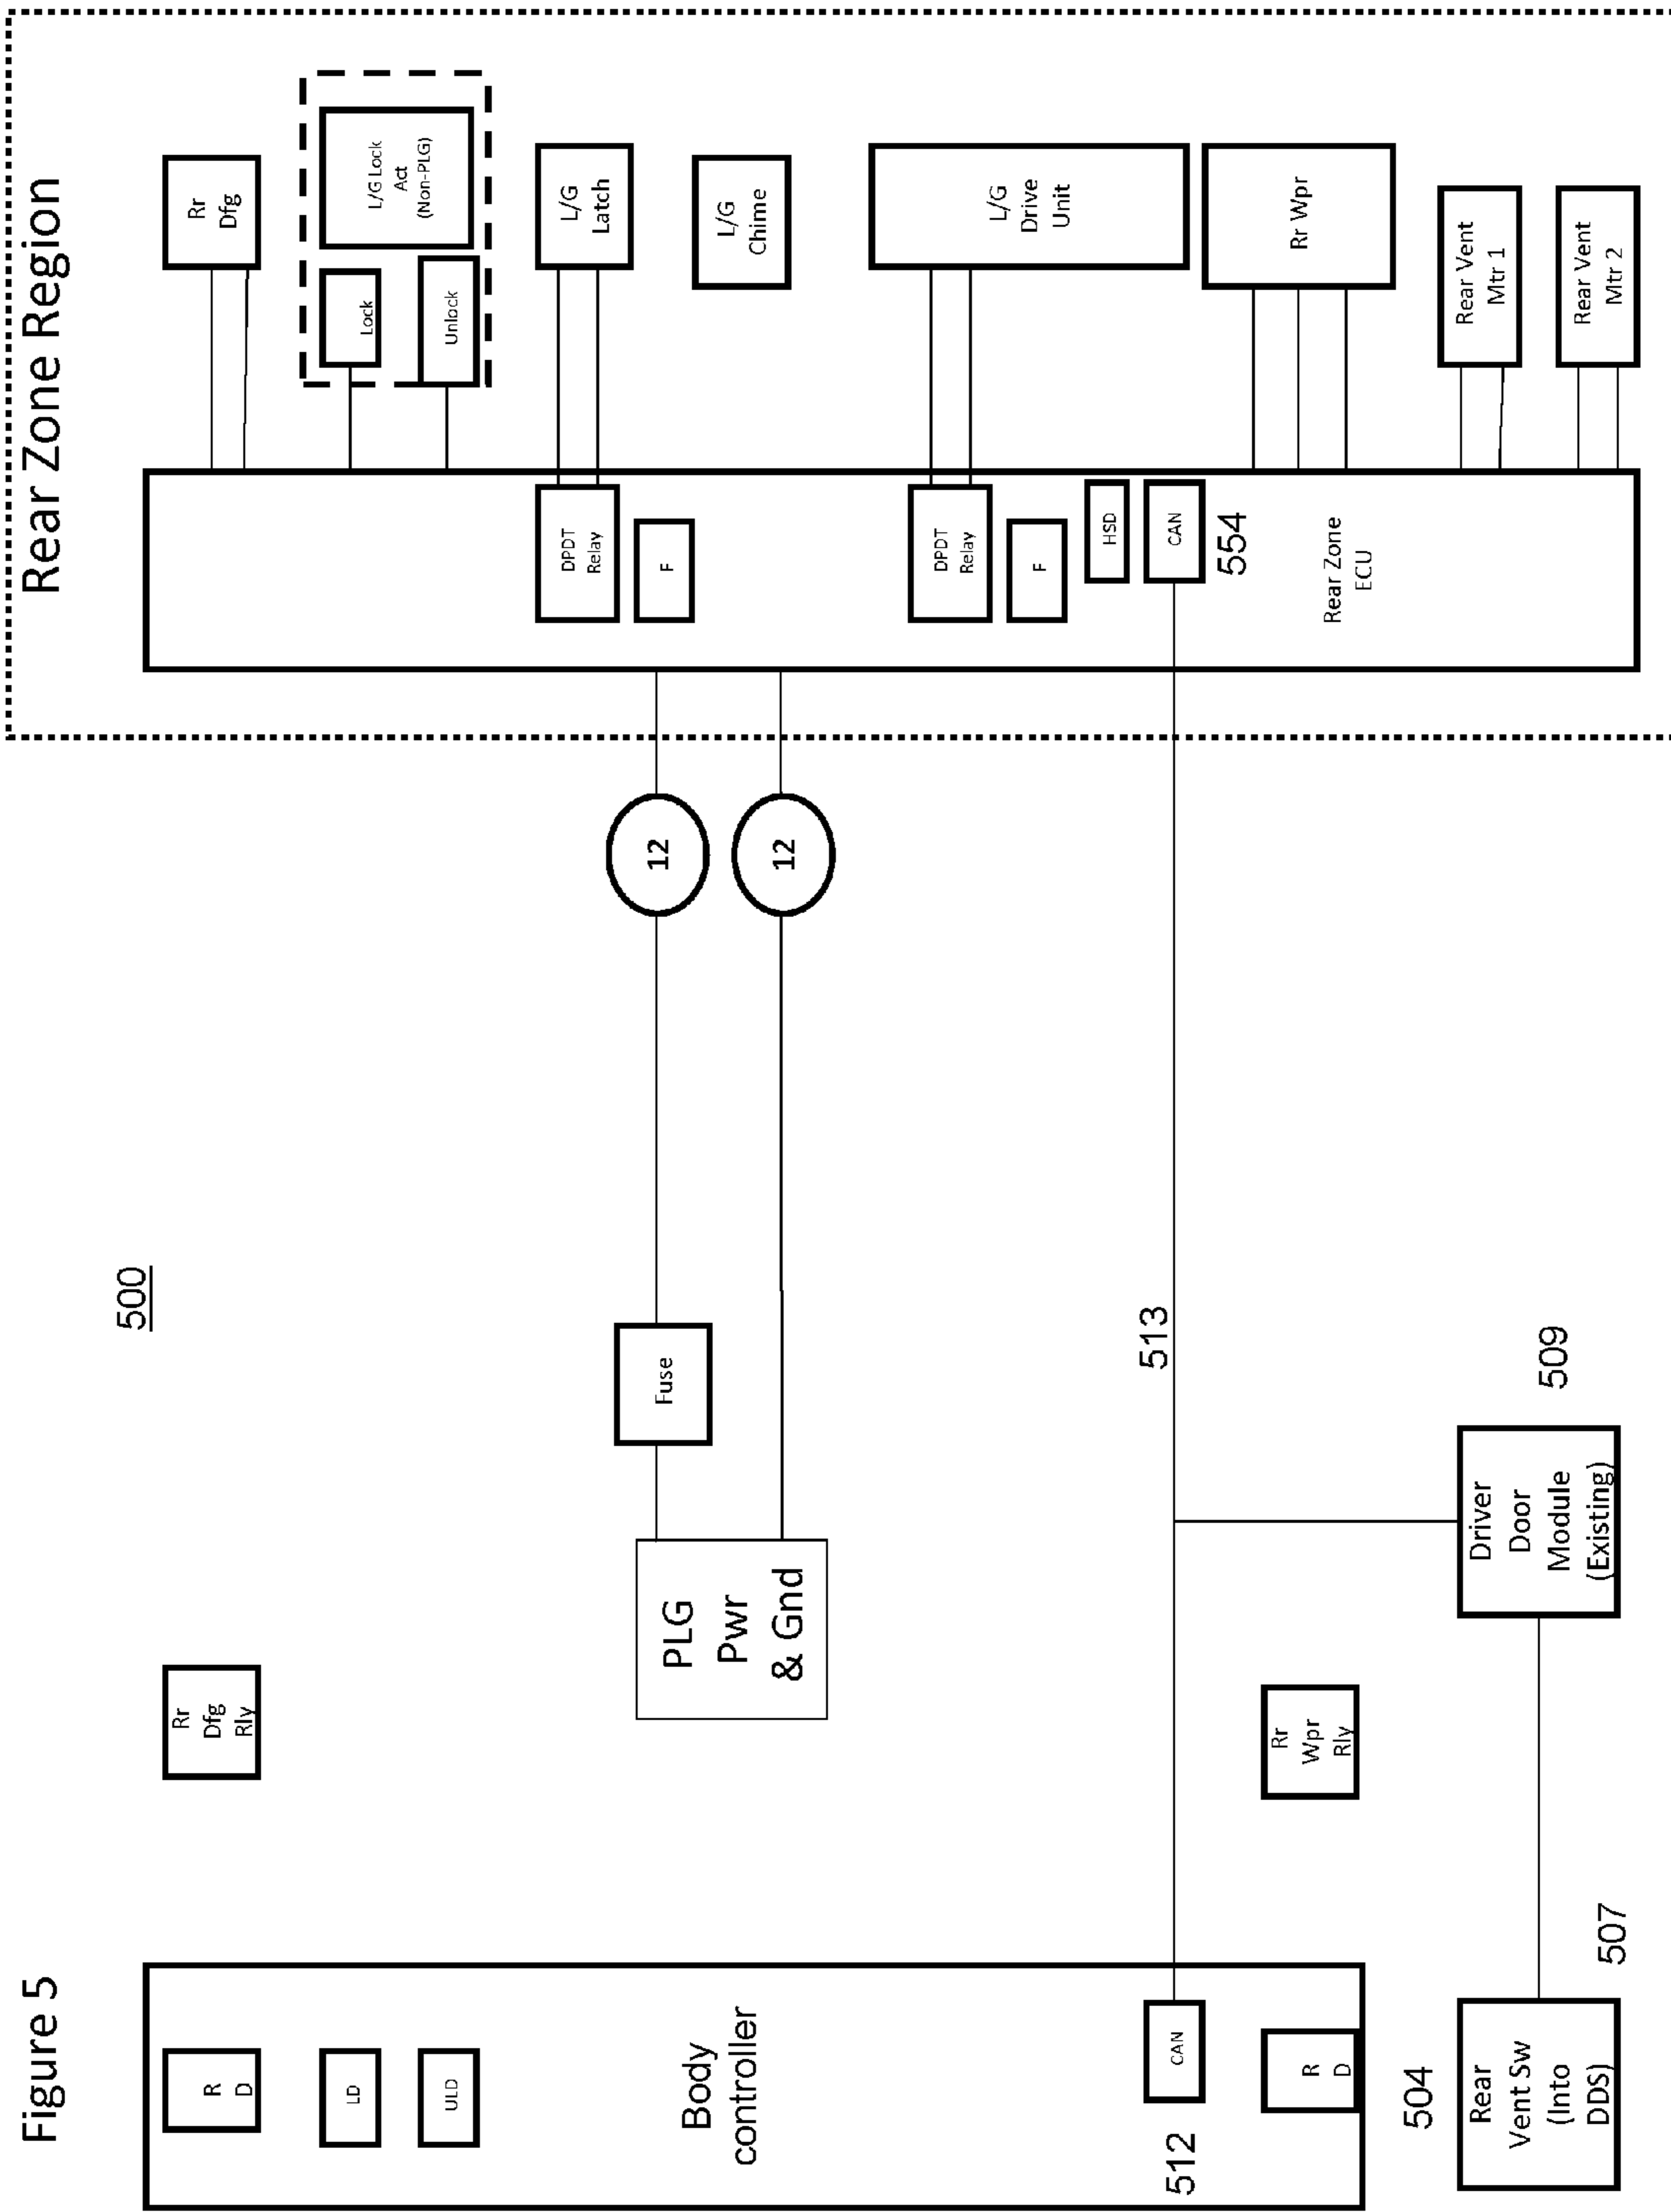 Figure 5
500
Rear Zone Region
R
D
Rr
Dfg
Rly
Rr
Dfg
LD
ULD
Lock
Unlock
L/G Lock
Act
(Non-PLG)
Body
controller
PLG
Pwr
& Gnd
Fuse
12
12
DPDT
Relay
F
L/G
Latch
L/G
Chime
DPDT
Relay
F
L/G
Drive
Unit
HSD
CAN
512
513
CAN
554
R
D
Rr
Wpr
Rly
Rear Zone
ECU
Rr Wpr
504
Rear
Vent Sw
(Into
DDS)
507
Driver
Door
Module
(Existing)
509
Rear Vent
Mtr 1
Rear Vent
Mtr 2